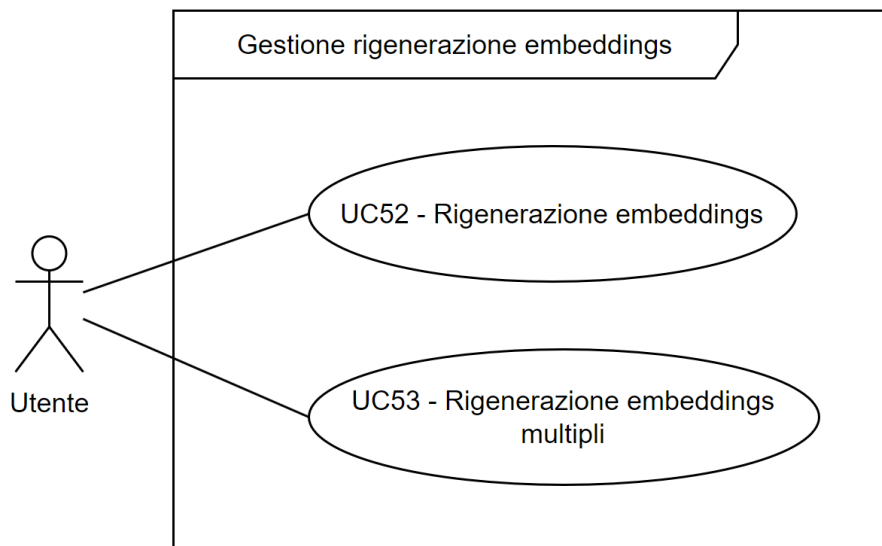 Gestione rigenerazione embeddings
UC52 - Rigenerazione embeddings
Utente
UC53 - Rigenerazione embeddings
multipli